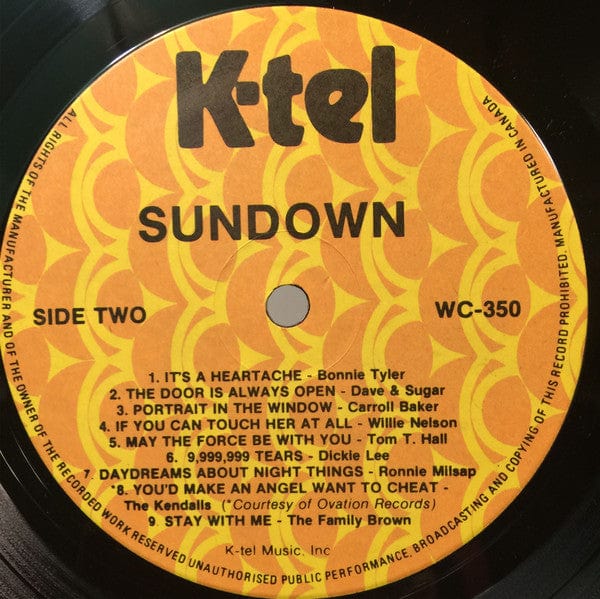 K-tel
SUNDOWN
SIDE TWO
WC-350
1. IT'S A HEARTACHE - Bonnie Tyler
2. THE DOOR IS ALWAYS OPEN - Dave & Sugar
3. PORTRAIT IN THE WINDOW - Carroll Baker
4. IF YOU CAN TOUCH HER AT ALL - Willie Nelson
5. MAY THE FORCE BE WITH YOU - Tom T. Hall
6. 9,999,999 TEARS - Dickie Lee
7. DAYDREAMS ABOUT NIGHT THINGS - Ronnie Milsap
*8. YOU'D MAKE AN ANGEL WANT TO CHEAT -
The Kendalls (*Courtesy of Ovation Records)
9. STAY WITH ME - The Family Brown
K-tel Music, Inc
ALL RIGHTS OF THE MANUFACTURER AND OF THE OWNER OF THE RECORDED WORK RESERVED UNAUTHORISED PUBLIC PERFORMANCE, BROADCASTING AND COPYING OF THIS RECORD PROHIBITED. MANUFACTURED IN CANADA